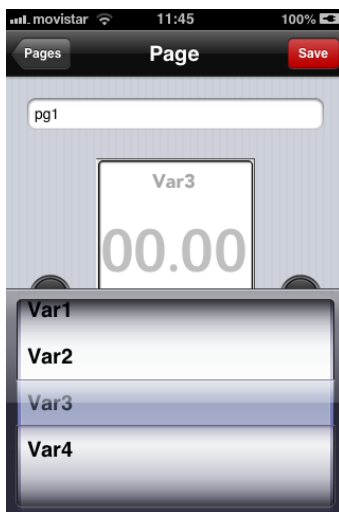 movistar 11:45 100%
Pages Page Save
pg1
Var3
00.00
Var1
Var2
Var3
Var4